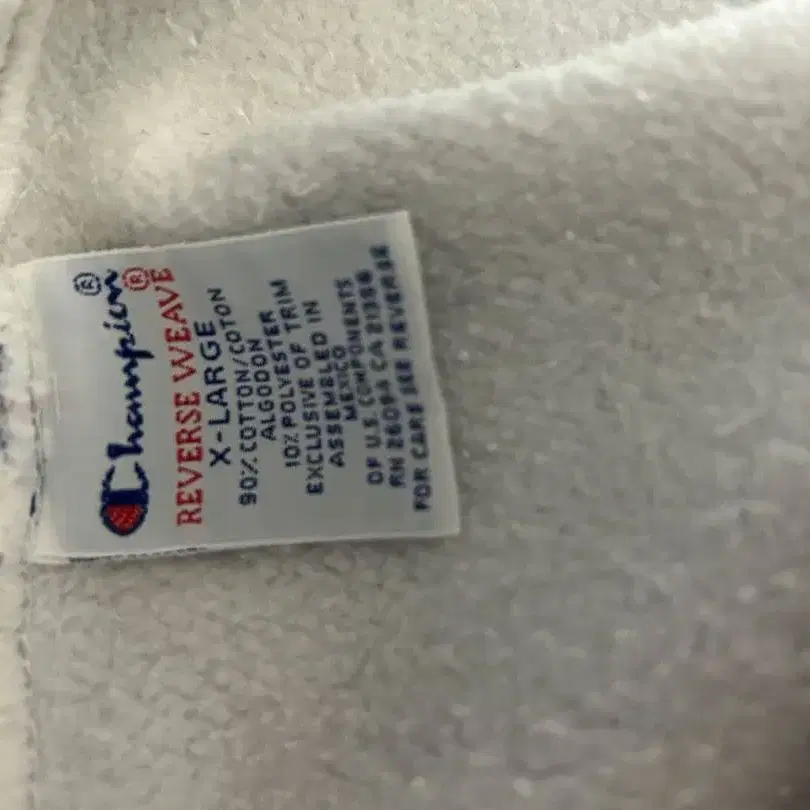 Champion®
REVERSE WEAVE®
X-LARGE
90% COTTON/COTON
ALGODON
10% POLYESTER
EXCLUSIVE OF TRIM
ASSEMBLED IN
MEXICO
OF U.S. COMPONENTS
RN 26094 CA 21356
FOR CARE SEE REVERSE